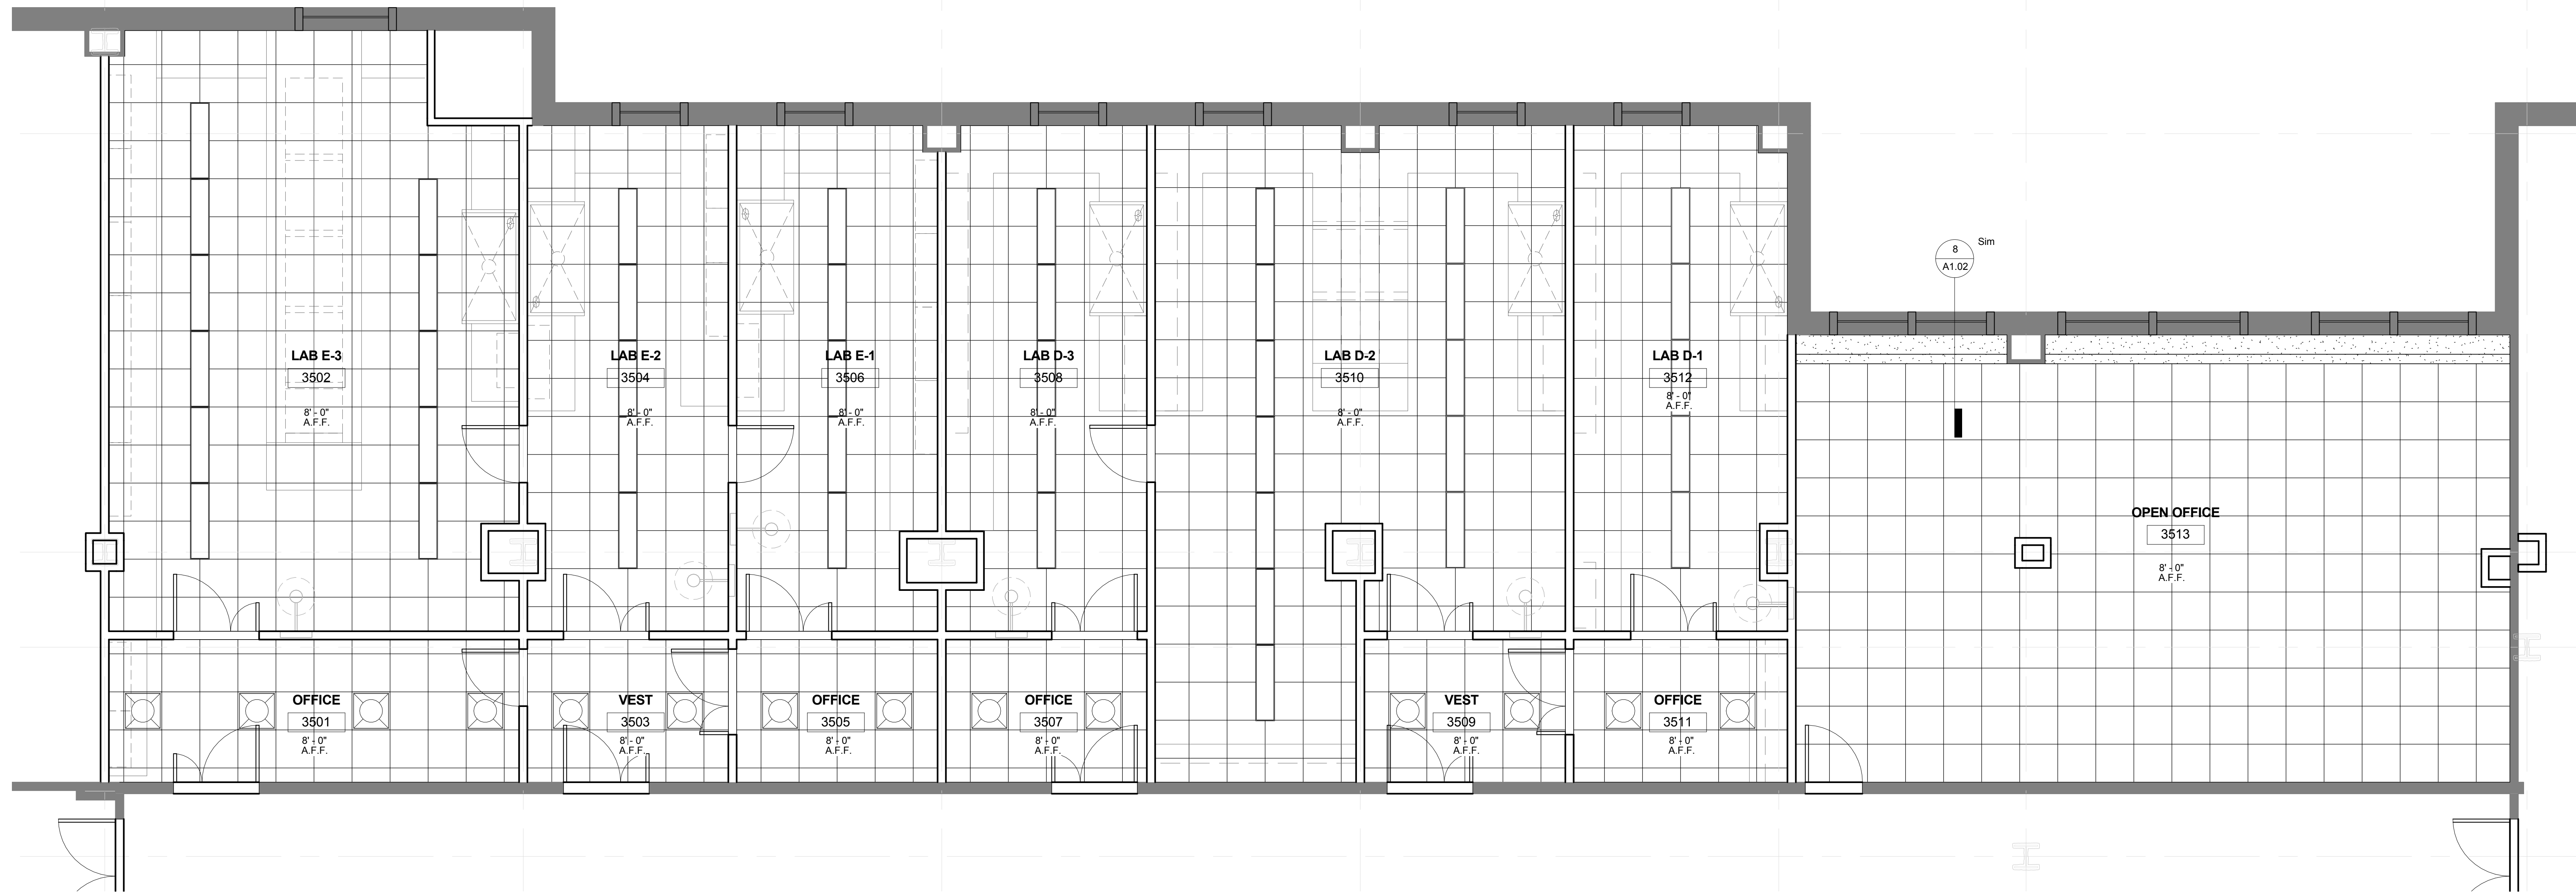 8
Sim
A1.02
LAB E-3
3502
8' - 0"
A.F.F.
LAB E-2
3504
8' - 0"
A.F.F.
LAB E-1
3506
8' - 0"
A.F.F.
LAB D-3
3508
8' - 0"
A.F.F.
LAB D-2
3510
8' - 0"
A.F.F.
LAB D-1
3512
8' - 0"
A.F.F.
OPEN OFFICE
3513
8' - 0"
A.F.F.
OFFICE
3501
8' - 0"
A.F.F.
VEST
3503
8' - 0"
A.F.F.
OFFICE
3505
8' - 0"
A.F.F.
OFFICE
3507
8' - 0"
A.F.F.
VEST
3509
8' - 0"
A.F.F.
OFFICE
3511
8' - 0"
A.F.F.